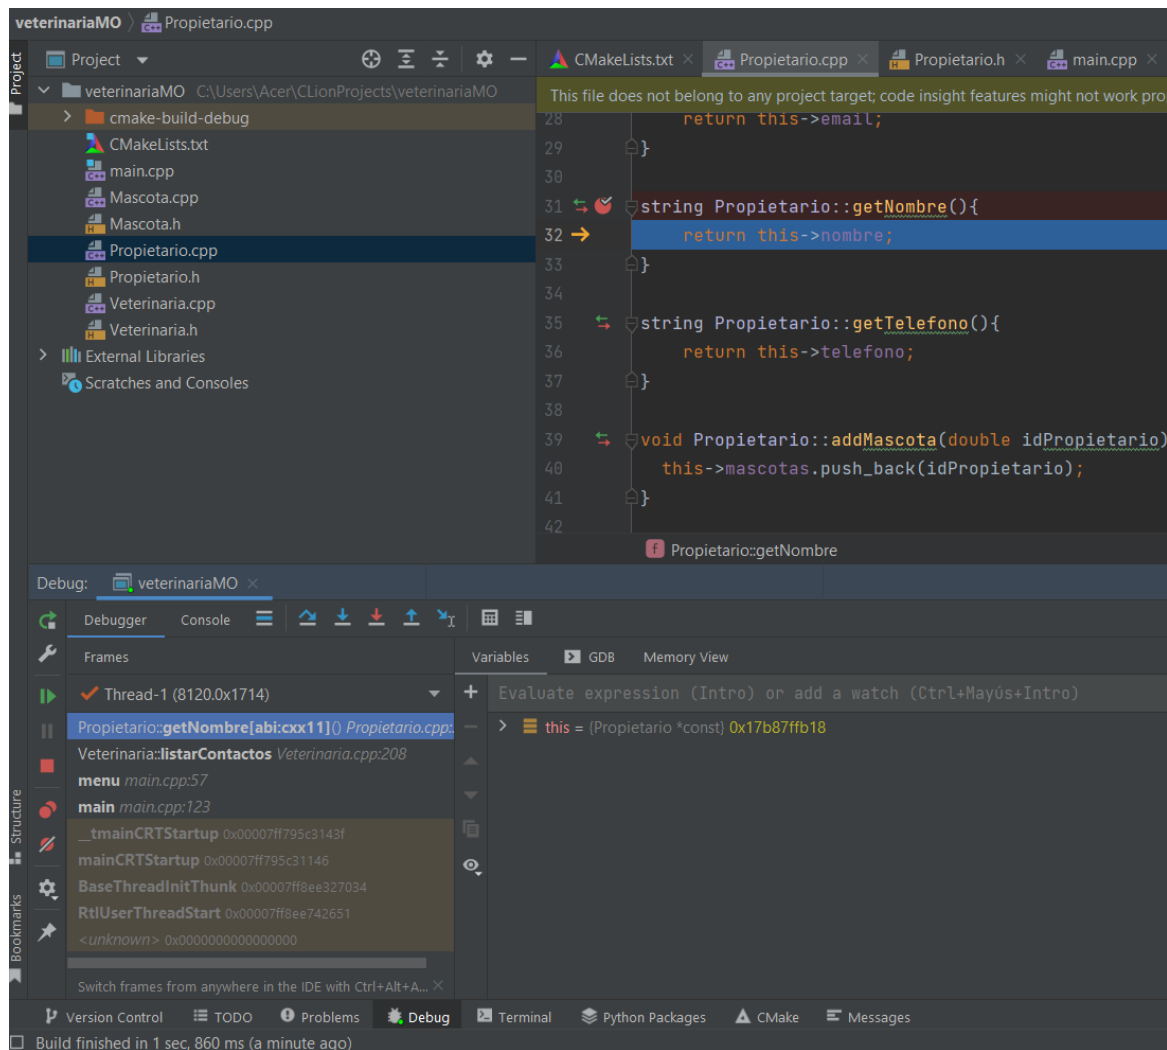 veterinariaMO Propietario.cpp
Project
Project
veterinariaMO C:\Users\Acer\CLionProjects\veterinariaMO
cmake-build-debug
CMakeLists.txt
main.cpp
Mascota.cpp
Mascota.h
Propietario.cpp
Propietario.h
Veterinaria.cpp
Veterinaria.h
External Libraries
Scratches and Consoles
CMakeLists.txt Propietario.cpp Propietario.h main.cpp
This file does not belong to any project target; code insight features might not work pro
28 return this->email;
29 }
30
31 string Propietario::getNombre(){
32 return this->nombre;
33 }
34
35 string Propietario::getTelefono(){
36 return this->telefono;
37 }
38
39 void Propietario::addMascota(double idPropietario)
40 this->mascotas.push_back(idPropietario);
41 }
42
f Propietario::getNombre
Debug: veterinariaMO
Debugger Console
Frames
Variables GDB Memory View
Thread-1 (8120.0x1714)
Evaluate expression (Intro) or add a watch (Ctrl+Mayús+Intro)
Propietario::getNombre[abi:cxx11]() Propietario.cpp:
this = {Propietario *const} 0x17b87ffb18
Veterinaria::listarContactos Veterinaria.cpp:208
menu main.cpp:57
main main.cpp:123
__tmainCRTStartup 0x00007ff795c3143f
mainCRTStartup 0x00007ff795c31146
BaseThreadInitThunk 0x00007ff8ee327034
RtlUserThreadStart 0x00007ff8ee742651
<unknown> 0x0000000000000000
Switch frames from anywhere in the IDE with Ctrl+Alt+A...
Structure
Bookmarks
Version Control TODO Problems Debug Terminal Python Packages CMake Messages
Build finished in 1 sec, 860 ms (a minute ago)